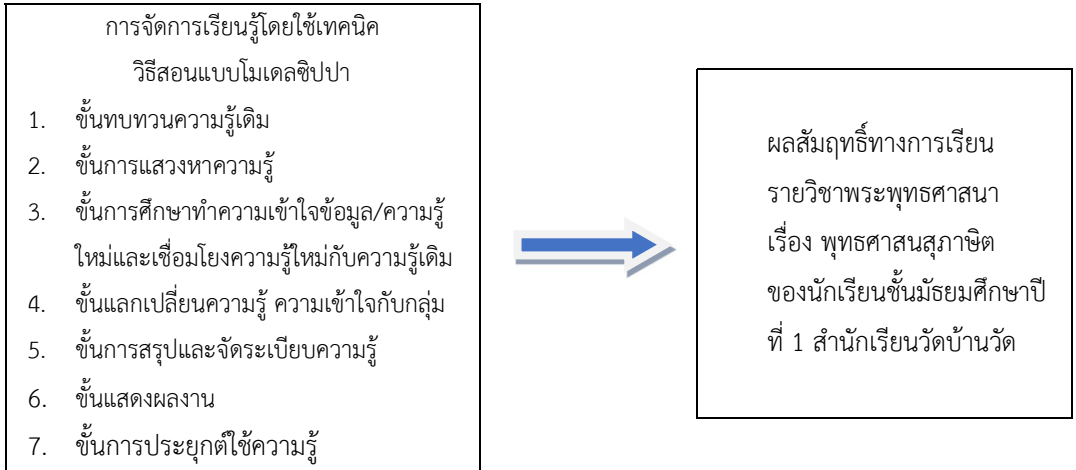 การจัดการเรียนรู้โดยใช้เทคนิค
วิธีสอนแบบโมเดลซิปปา
1. ขั้นทบทวนความรู้เดิม
2. ขั้นการแสวงหาความรู้
3. ขั้นการศึกษาทำความเข้าใจข้อมูล/ความรู้
ใหม่และเชื่อมโยงความรู้ใหม่กับความรู้เดิม
4. ขั้นแลกเปลี่ยนความรู้ ความเข้าใจกับกลุ่ม
5. ขั้นการสรุปและจัดระเบียบความรู้
6. ขั้นแสดงผลงาน
7. ขั้นการประยุกต์ใช้ความรู้
ผลสัมฤทธิ์ทางการเรียน
รายวิชาพระพุทธศาสนา
เรื่อง พุทธศาสนสุภาษิต
ของนักเรียนชั้นมัธยมศึกษาปี
ที่ 1 สำนักเรียนวัดบ้านวัด